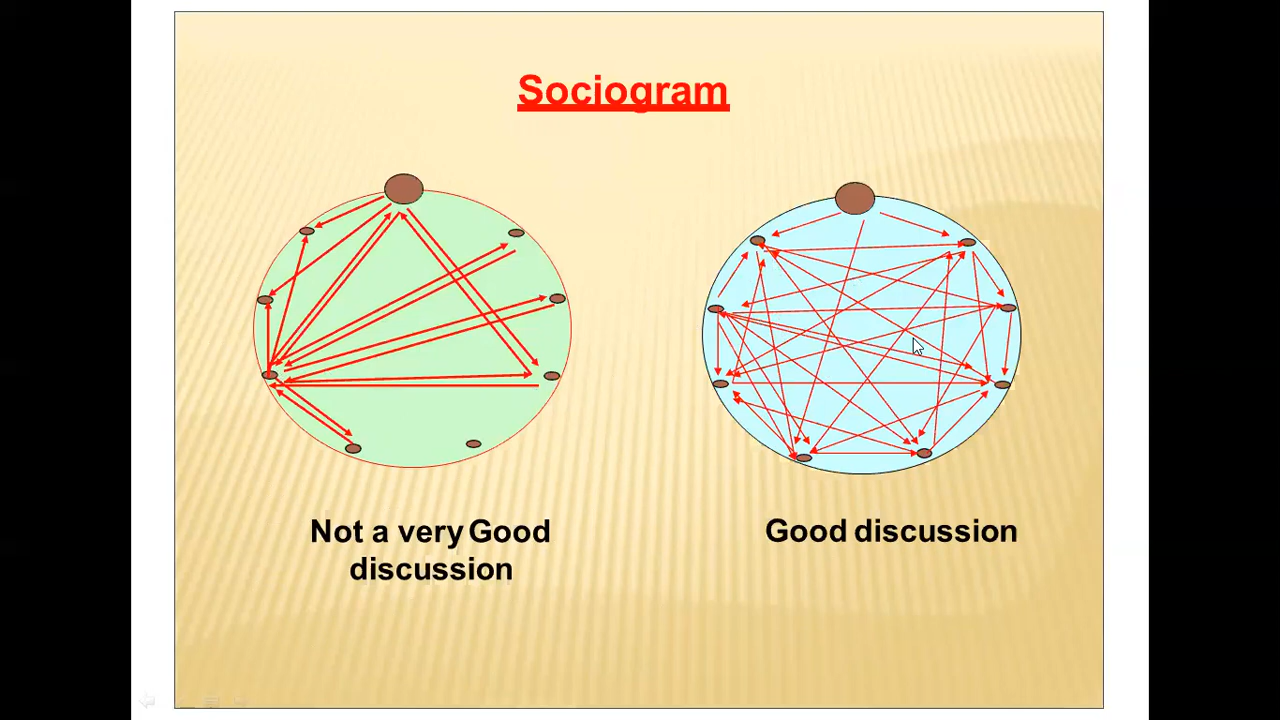 Sociogram
Not a very Good
discussion
Good discussion